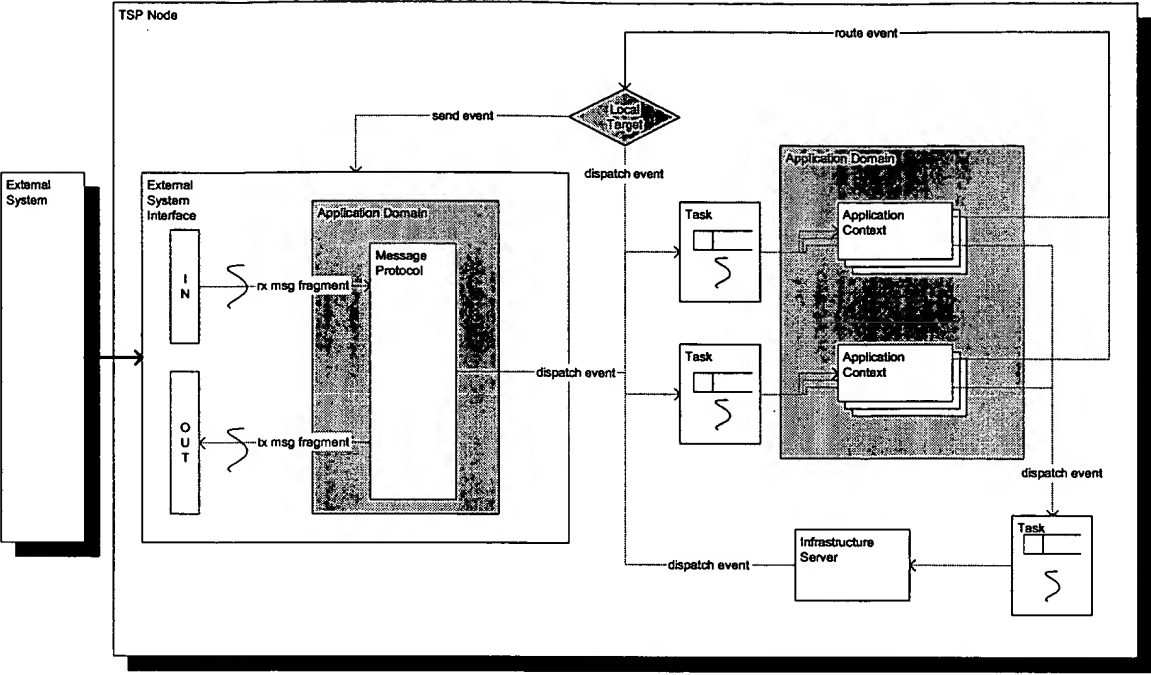 TSP Node
route event
Local
Target
send event
dispatch event
Application Domain
External
System
External
System
Interface
Application Domain
Task
Application
Context
Message
Protocol
I
N
rx msg fragment
dispatch event
Task
Application
Context
O
U
T
tx msg fragment
dispatch event
Task
Infrastructure
Server
dispatch event